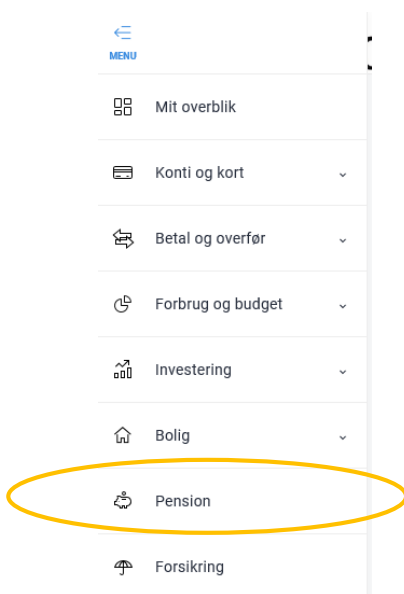 MENU
Mit overblik
Konti og kort
Betal og overfør
Forbrug og budget
Investering
Bolig
Pension
Forsikring